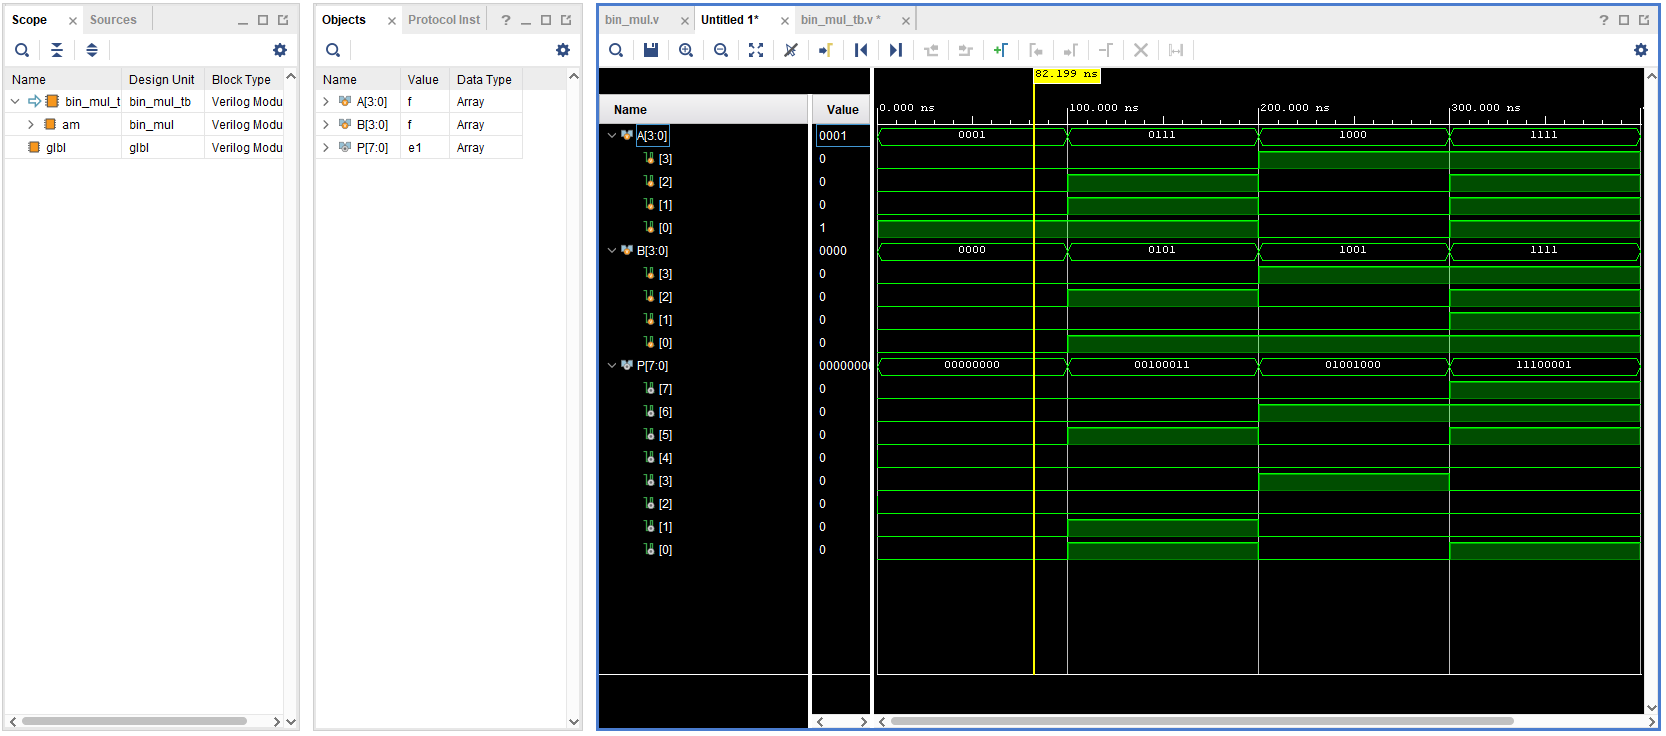 Scope
Sources
Name Design Unit Block Type
bin_mul_t bin_mul_tb Verilog Modu
am bin_mul Verilog Modu
glbl glbl Verilog Modu
Objects
Protocol Inst
?
Name Value Data Type
A[3:0] f Array
B[3:0] f Array
P[7:0] e1 Array
bin_mul.v
Untitled 1*
bin_mul_tb.v *
?
82.199 ns
Name Value
0.000 ns 100.000 ns 200.000 ns 300.000 ns
A[3:0] 0001 0001 0111 1000 1111
[3] 0
[2] 0
[1] 0
[0] 1
B[3:0] 0000 0000 0101 1001 1111
[3] 0
[2] 0
[1] 0
[0] 0
P[7:0] 00000000 00000000 00100011 01001000 11100001
[7] 0
[6] 0
[5] 0
[4] 0
[3] 0
[2] 0
[1] 0
[0] 0